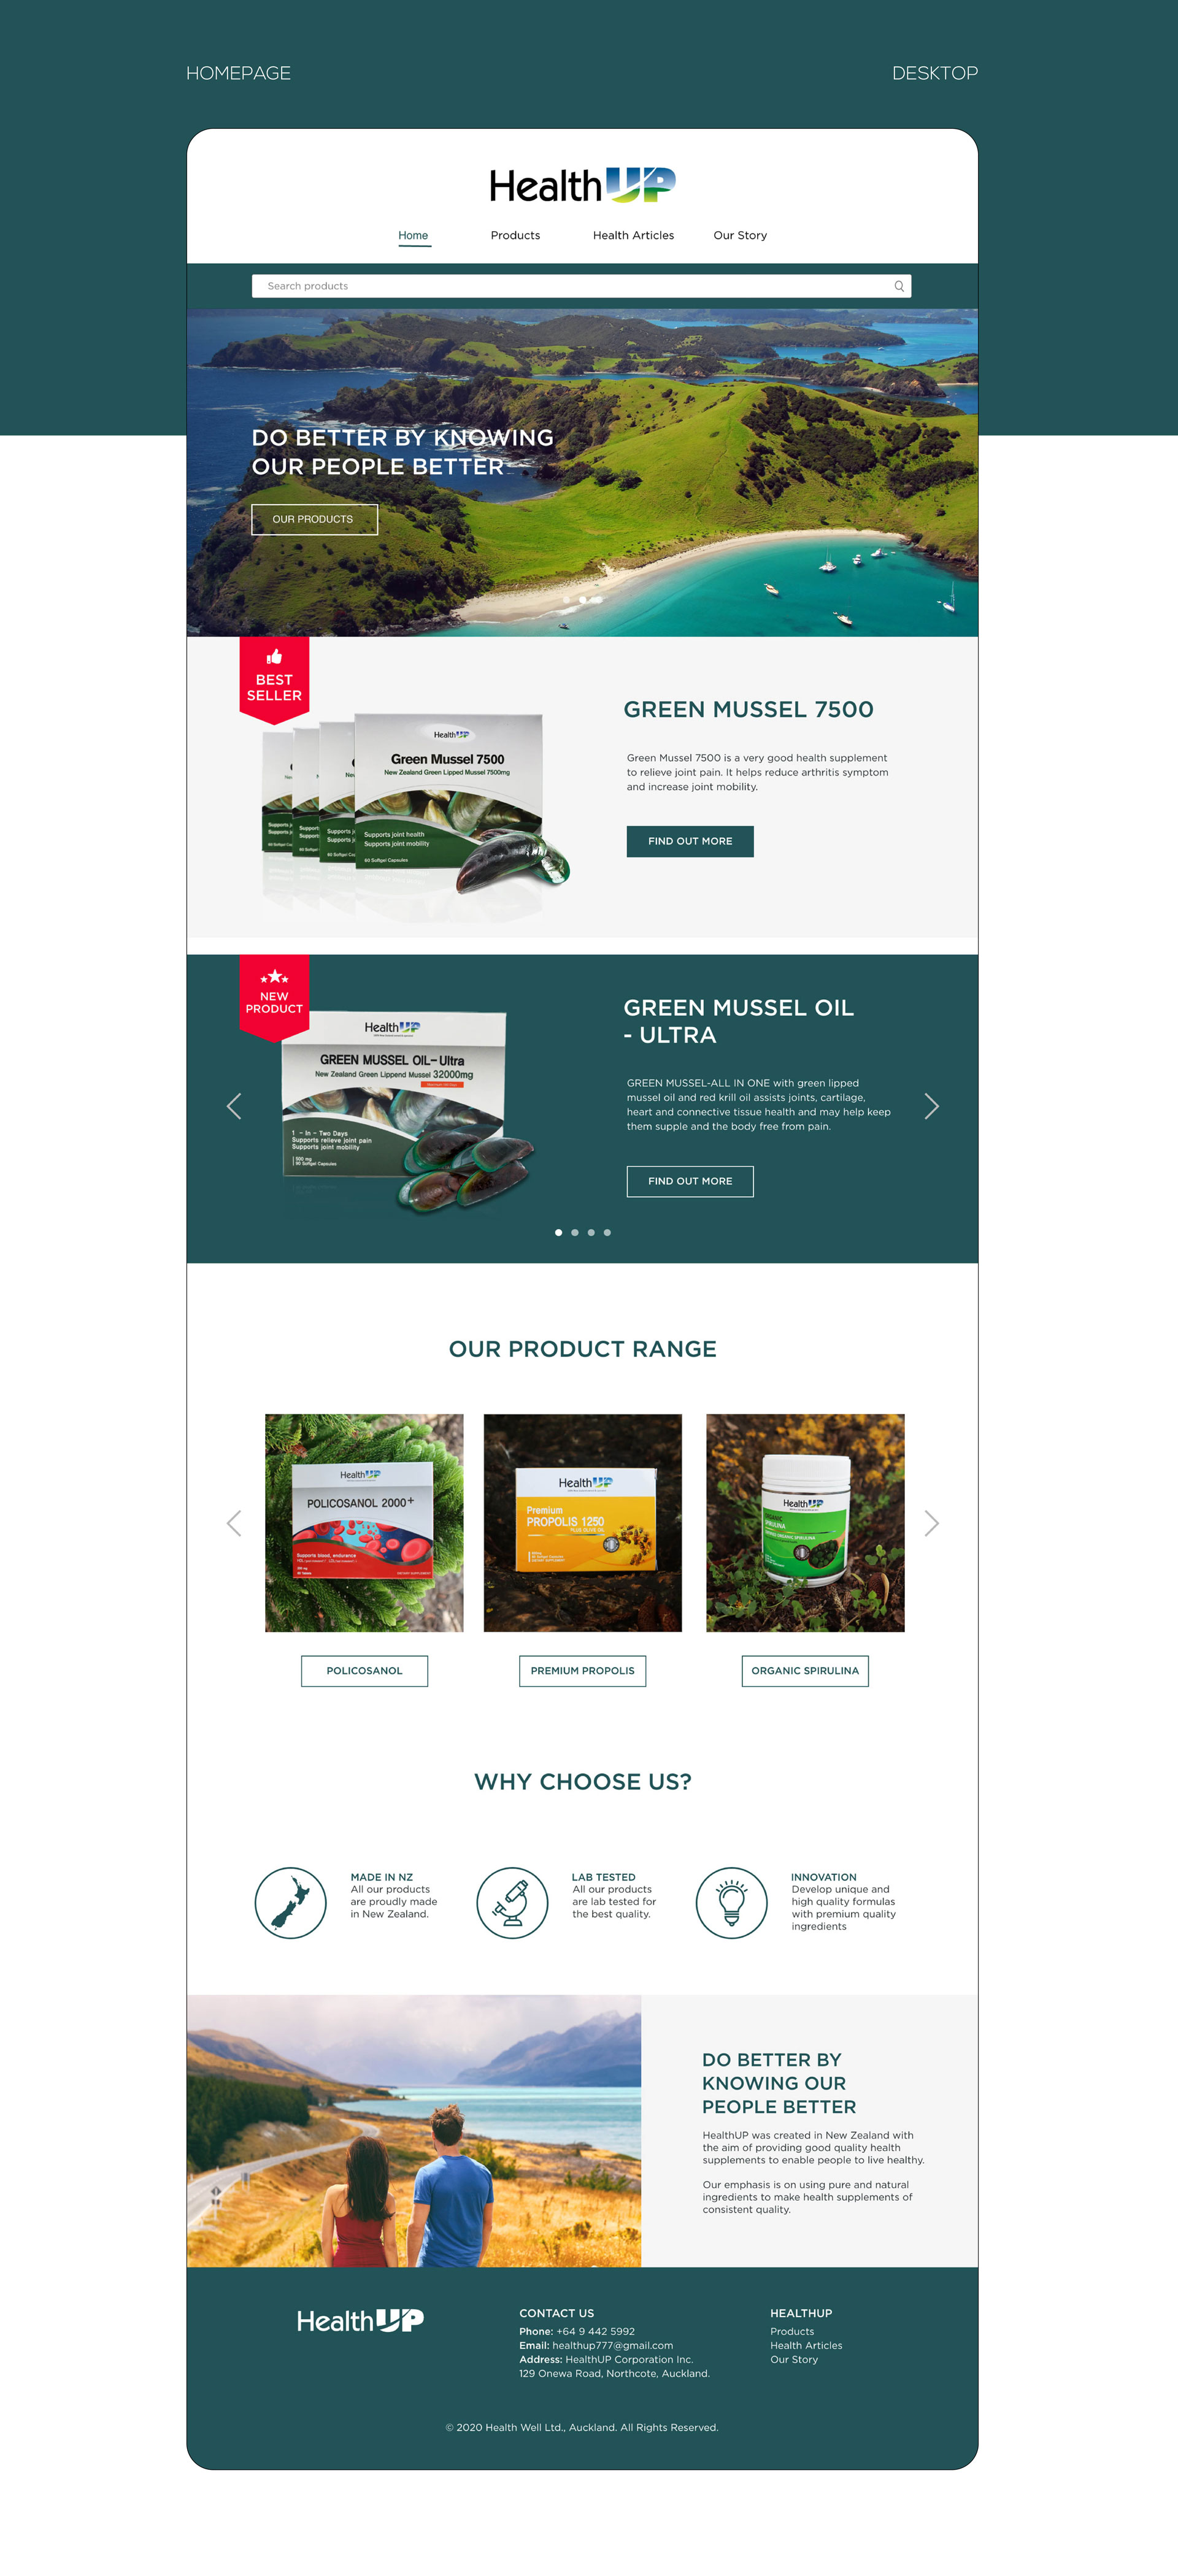 HOMEPAGE
DESKTOP
HealthUP
Home
Products
Health Articles
Our Story
Search products
DO BETTER BY KNOWING
OUR PEOPLE BETTER
OUR PRODUCTS
BEST
SELLER
HealthUP
Green Mussel 7500
New Zealand Green Lipped Mussel 7500mg
Supports joint health
Supports joint mobility
60 Softgel Capsules
GREEN MUSSEL 7500
Green Mussel 7500 is a very good health supplement
to relieve joint pain. It helps reduce arthritis symptom
and increase joint mobility.
FIND OUT MORE
NEW
PRODUCT
HealthUP
GREEN MUSSEL OIL-Ultra
New Zealand Green Lippend Mussel 32000mg
1 - In - Two Days
Supports relieve joint pain
Supports joint mobility
500 mg
90 Softgel Capsules
GREEN MUSSEL OIL
- ULTRA
GREEN MUSSEL-ALL IN ONE with green lipped
mussel oil and red krill oil assists joints, cartilage,
heart and connective tissue health and may help keep
them supple and the body free from pain.
FIND OUT MORE
OUR PRODUCT RANGE
HealthUP
POLICOSANOL 2000+
Supports blood, endurance
HealthUP
Premium
PROPOLIS 1250
PLUS OLIVE OIL
HealthUP
ORGANIC
SPIRULINA
POLICOSANOL
PREMIUM PROPOLIS
ORGANIC SPIRULINA
WHY CHOOSE US?
MADE IN NZ
All our products
are proudly made
in New Zealand.
LAB TESTED
All our products
are lab tested for
the best quality.
INNOVATION
Develop unique and
high quality formulas
with premium quality
ingredients
DO BETTER BY
KNOWING OUR
PEOPLE BETTER
HealthUP was created in New Zealand with
the aim of providing good quality health
supplements to enable people to live healthy.
Our emphasis is on using pure and natural
ingredients to make health supplements of
consistent quality.
HealthUP
CONTACT US
Phone: +64 9 442 5992
Email: healthup777@gmail.com
Address: HealthUP Corporation Inc.
129 Onewa Road, Northcote, Auckland.
HEALTHUP
Products
Health Articles
Our Story
© 2020 Health Well Ltd., Auckland. All Rights Reserved.